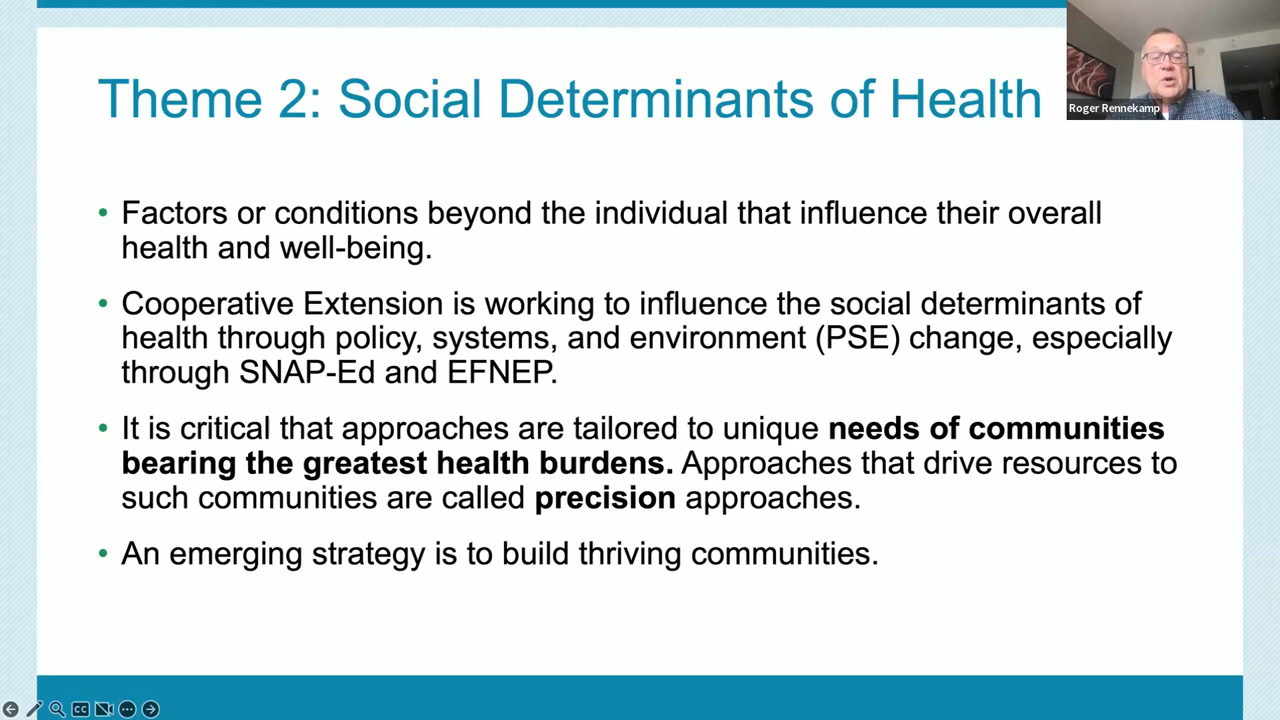 Theme 2: Social Determinants of Health
Roger Rennekamp
• Factors or conditions beyond the individual that influence their overall
health and well-being.
• Cooperative Extension is working to influence the social determinants of
health through policy, systems, and environment (PSE) change, especially
through SNAP-Ed and EFNEP.
• It is critical that approaches are tailored to unique needs of communities
bearing the greatest health burdens. Approaches that drive resources to
such communities are called precision approaches.
• An emerging strategy is to build thriving communities.
CC